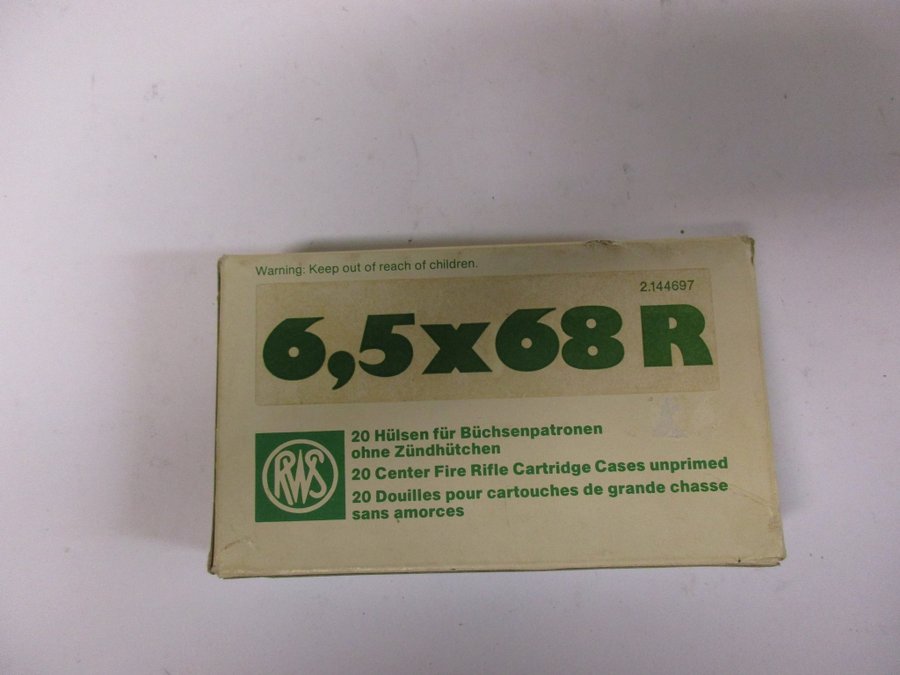 Warning: Keep out of reach of children.
2.144697
6,5x68 R
20 Hülsen für Büchsenpatronen
ohne Zündhütchen
RWS
20 Center Fire Rifle Cartridge Cases unprimed
20 Douilles pour cartouches de grande chasse
sans amorces